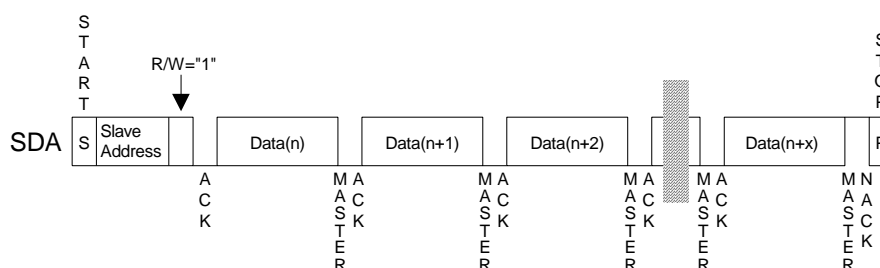 START
R/W="1"
STOP
SDA
S
Slave
Address
Data(n)
Data(n+1)
Data(n+2)
Data(n+x)
P
ACK
MASTER
ACK
MASTER
ACK
MASTER
ACK
MASTER
ACK
MASTER
NACK